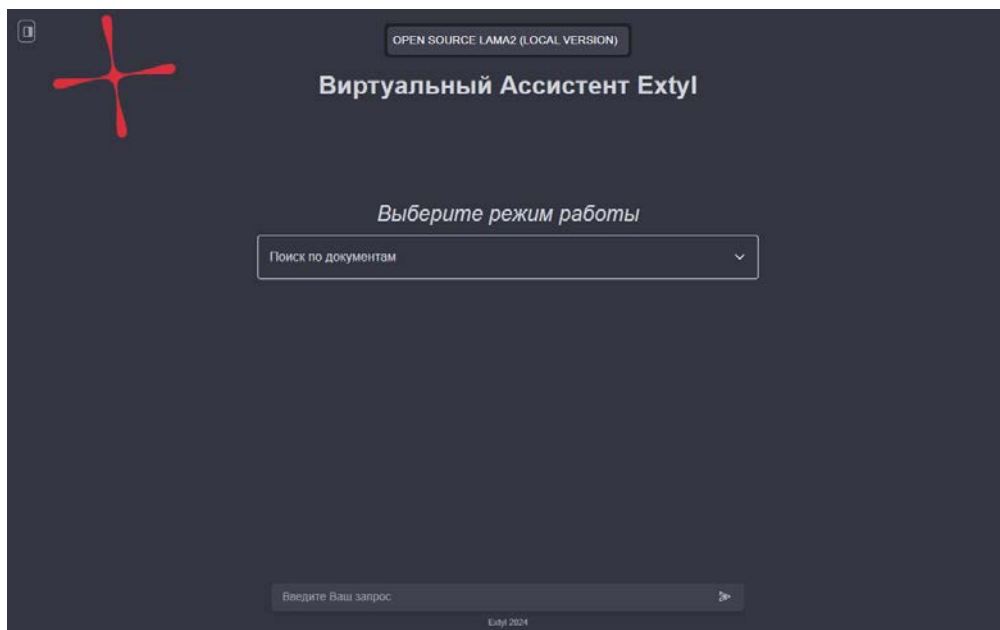 OPEN SOURCE LAMA2 (LOCAL VERSION)
Виртуальный Ассистент Extyl
Выберите режим работы
Поиск по документам
Введите Ваш запрос
Extyl 2024